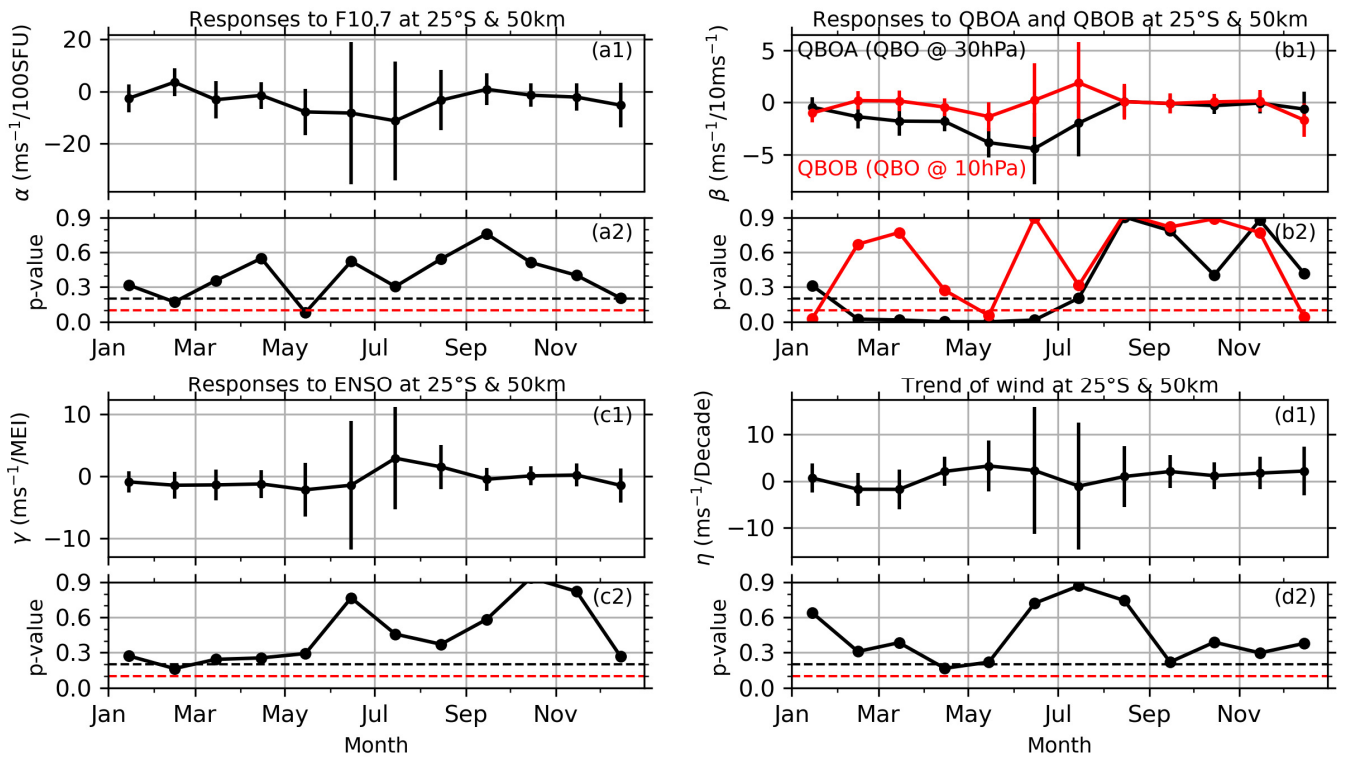 Responses to F10.7 at 25°S & 50km
α (ms⁻¹/100SFU)
20
0
−20
(a1)
p-value
0.9
0.6
0.3
0.0
(a2)
Jan Mar May Jul Sep Nov
Responses to QBOA and QBOB at 25°S & 50km
β (ms⁻¹/10ms⁻¹)
5
0
−5
QBOA (QBO @ 30hPa)
(b1)
QBOB (QBO @ 10hPa)
p-value
0.9
0.6
0.3
0.0
(b2)
Jan Mar May Jul Sep Nov
Responses to ENSO at 25°S & 50km
γ (ms⁻¹/MEI)
10
0
−10
(c1)
p-value
0.9
0.6
0.3
0.0
(c2)
Jan Mar May Jul Sep Nov
Month
Trend of wind at 25°S & 50km
η (ms⁻¹/Decade)
10
0
−10
(d1)
p-value
0.9
0.6
0.3
0.0
(d2)
Jan Mar May Jul Sep Nov
Month